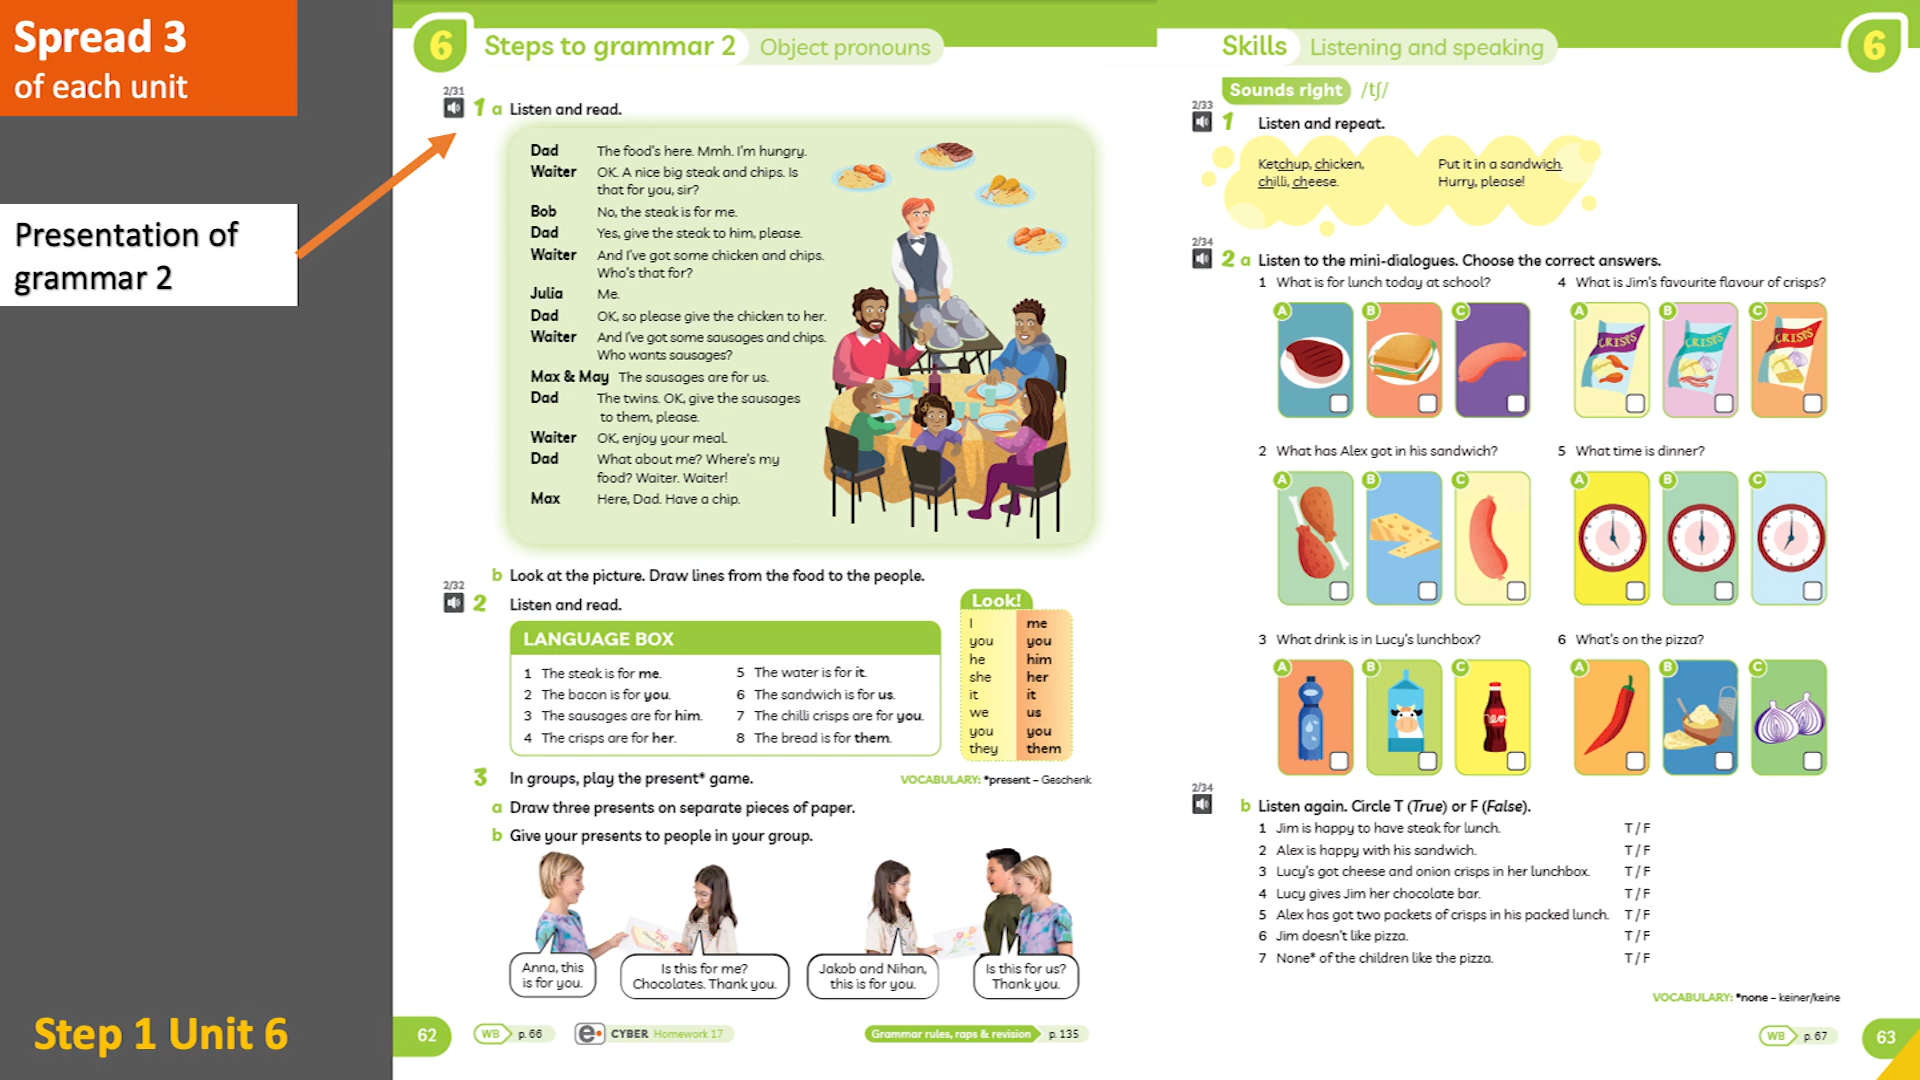 Spread 3
of each unit
Presentation of
grammar 2
Step 1 Unit 6
6
Steps to grammar 2 Object pronouns
2/31
1 a Listen and read.
Dad The food's here. Mmh. I'm hungry.
Waiter OK. A nice big steak and chips. Is
that for you, sir?
Bob No, the steak is for me.
Dad Yes, give the steak to him, please.
Waiter And I've got some chicken and chips.
Who's that for?
Julia Me.
Dad OK, so please give the chicken to her.
Waiter And I've got some sausages and chips.
Who wants sausages?
Max & May The sausages are for us.
Dad The twins. OK, give the sausages
to them, please.
Waiter OK, enjoy your meal.
Dad What about me? Where's my
food? Waiter. Waiter!
Max Here, Dad. Have a chip.
b Look at the picture. Draw lines from the food to the people.
2/32
2 Listen and read.
LANGUAGE BOX
1 The steak is for me.
2 The bacon is for you.
3 The sausages are for him.
4 The crisps are for her.
5 The water is for it.
6 The sandwich is for us.
7 The chilli crisps are for you.
8 The bread is for them.
Look!
I me
you you
he him
she her
it it
we us
you you
they them
3 In groups, play the present* game.
VOCABULARY: *present – Geschenk
a Draw three presents on separate pieces of paper.
b Give your presents to people in your group.
Anna, this
is for you.
Is this for me?
Chocolates. Thank you.
Jakob and Nihan,
this is for you.
Is this for us?
Thank you.
62
WB p. 66
e• CYBER Homework 17
Grammar rules, raps & revision p. 135
Skills Listening and speaking
6
Sounds right /tʃ/
2/33
1 Listen and repeat.
Ketchup, chicken,
chilli, cheese.
Put it in a sandwich.
Hurry, please!
2/34
2 a Listen to the mini-dialogues. Choose the correct answers.
1 What is for lunch today at school?
A B C
4 What is Jim's favourite flavour of crisps?
A B C
CRISPS CRISPS CRISPS
2 What has Alex got in his sandwich?
A B C
5 What time is dinner?
A B C
3 What drink is in Lucy's lunchbox?
A B C
6 What's on the pizza?
A B C
2/34
b Listen again. Circle T (True) or F (False).
1 Jim is happy to have steak for lunch. T / F
2 Alex is happy with his sandwich. T / F
3 Lucy's got cheese and onion crisps in her lunchbox. T / F
4 Lucy gives Jim her chocolate bar. T / F
5 Alex has got two packets of crisps in his packed lunch. T / F
6 Jim doesn't like pizza. T / F
7 None* of the children like the pizza. T / F
VOCABULARY: *none – keiner/keine
WB p. 67
63